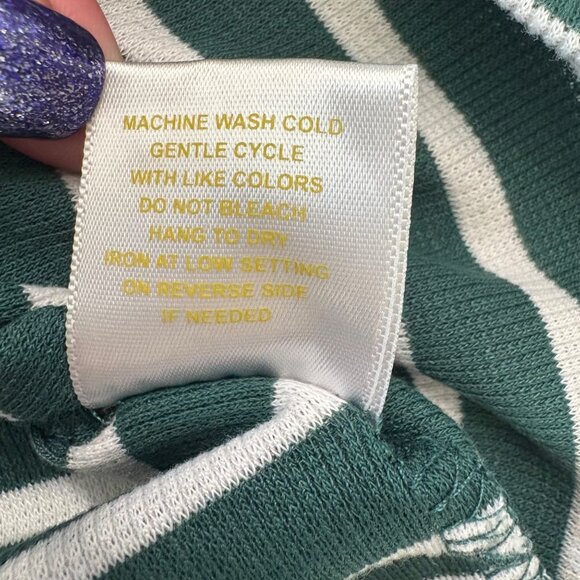 MACHINE WASH COLD
GENTLE CYCLE
WITH LIKE COLORS
DO NOT BLEACH
HANG TO DRY
IRON AT LOW SETTING
ON REVERSE SIDE
IF NEEDED